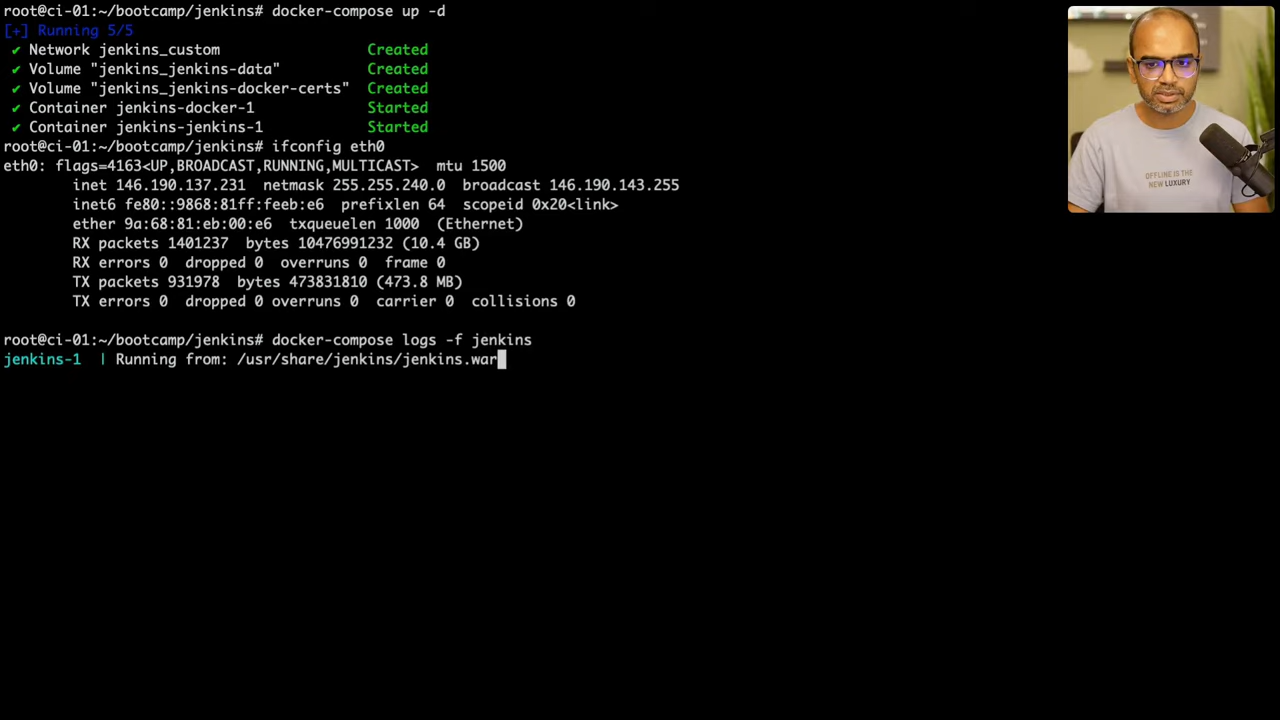 root@ci-01:~/bootcamp/jenkins# docker-compose up -d
[+] Running 5/5
✔ Network jenkins_custom Created
✔ Volume "jenkins_jenkins-data" Created
✔ Volume "jenkins_jenkins-docker-certs" Created
✔ Container jenkins-docker-1 Started
✔ Container jenkins-jenkins-1 Started
root@ci-01:~/bootcamp/jenkins# ifconfig eth0
eth0: flags=4163<UP,BROADCAST,RUNNING,MULTICAST> mtu 1500
inet 146.190.137.231 netmask 255.255.240.0 broadcast 146.190.143.255
inet6 fe80::9868:81ff:feeb:e6 prefixlen 64 scopeid 0x20<link>
ether 9a:68:81:eb:00:e6 txqueuelen 1000 (Ethernet)
RX packets 1401237 bytes 10476991232 (10.4 GB)
RX errors 0 dropped 0 overruns 0 frame 0
TX packets 931978 bytes 473831810 (473.8 MB)
TX errors 0 dropped 0 overruns 0 carrier 0 collisions 0
root@ci-01:~/bootcamp/jenkins# docker-compose logs -f jenkins
jenkins-1 | Running from: /usr/share/jenkins/jenkins.war
OFFLINE IS THE
NEW LUXURY